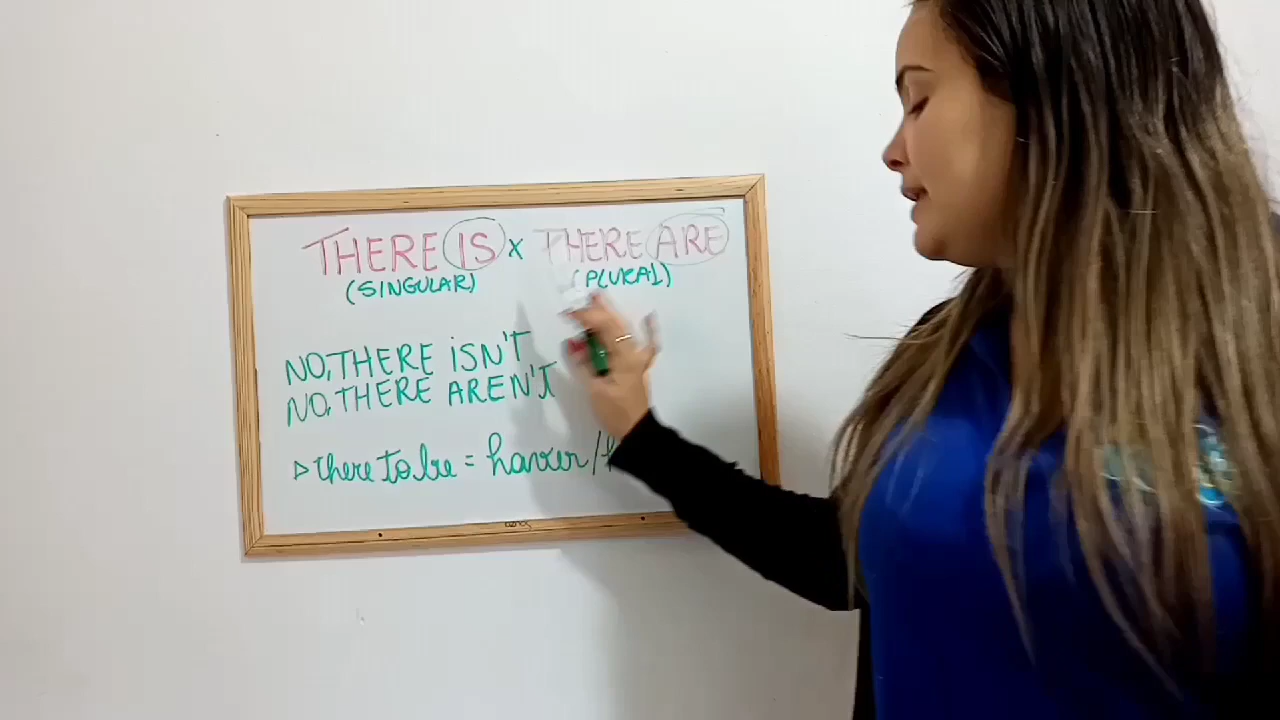 THERE IS x THERE ARE
(SINGULAR) (PLURAL)
NO, THERE ISN'T
NO, THERE AREN'T
▷ there to be = haver /